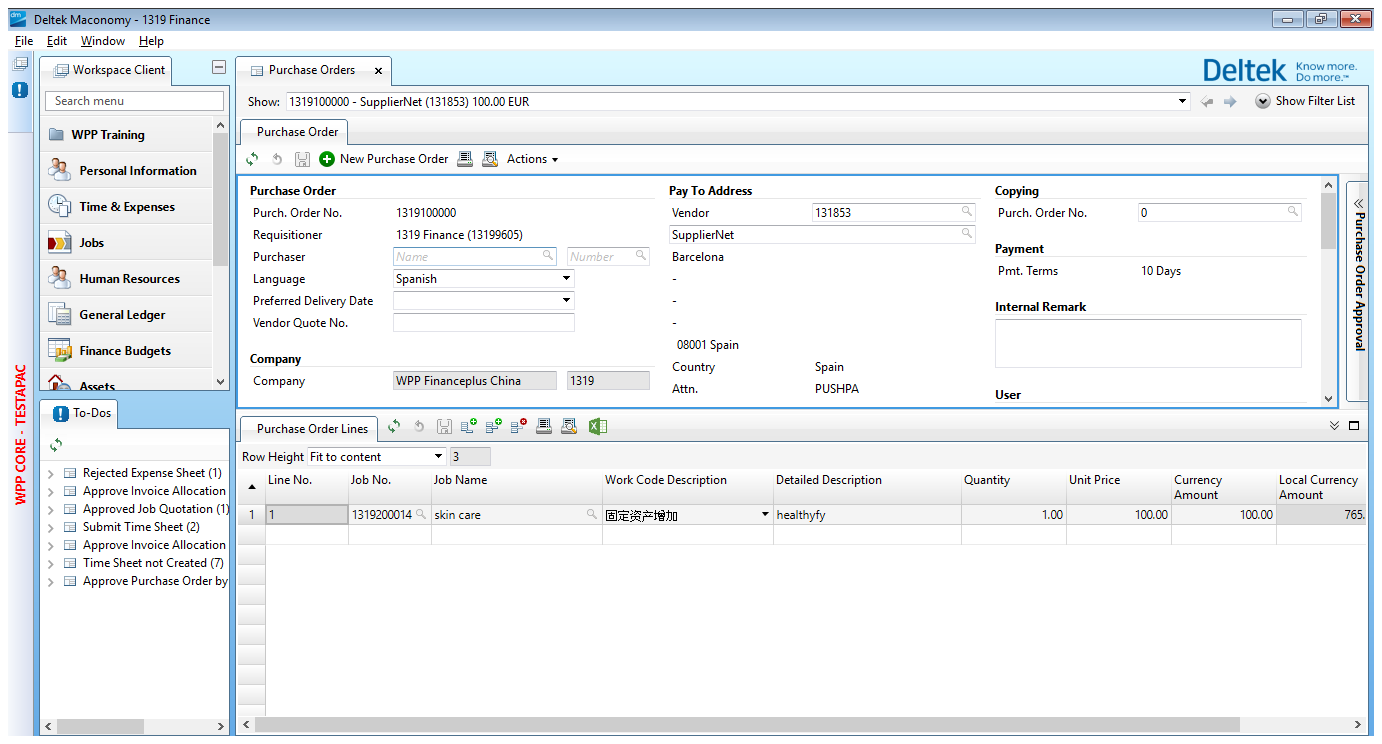 Deltek Maconomy - 1319 Finance
File Edit Window Help
Workspace Client
Search menu
WPP Training
Personal Information
Time & Expenses
Jobs
Human Resources
General Ledger
Finance Budgets
Assets
WPP CORE - TESTAPAC
To-Dos
Rejected Expense Sheet (1)
Approve Invoice Allocation
Approved Job Quotation (1)
Submit Time Sheet (2)
Approve Invoice Allocation
Time Sheet not Created (7)
Approve Purchase Order by
Purchase Orders
Deltek Know more. Do more.™
Show: 1319100000 - SupplierNet (131853) 100.00 EUR
Show Filter List
Purchase Order
New Purchase Order Actions
Purchase Order
Purch. Order No. 1319100000
Requisitioner 1319 Finance (13199605)
Purchaser Name Number
Language Spanish
Preferred Delivery Date
Vendor Quote No.
Company
Company WPP Financeplus China 1319
Pay To Address
Vendor 131853
SupplierNet
Barcelona
-
-
-
08001 Spain
Country Spain
Attn. PUSHPA
Copying
Purch. Order No. 0
Payment
Pmt. Terms 10 Days
Internal Remark
User
Purchase Order Approval
Purchase Order Lines
Row Height Fit to content 3
Line No. Job No. Job Name Work Code Description Detailed Description Quantity Unit Price Currency Amount Local Currency Amount
1 1 1319200014 skin care 固定资产增加 healthyfy 1.00 100.00 100.00 765.